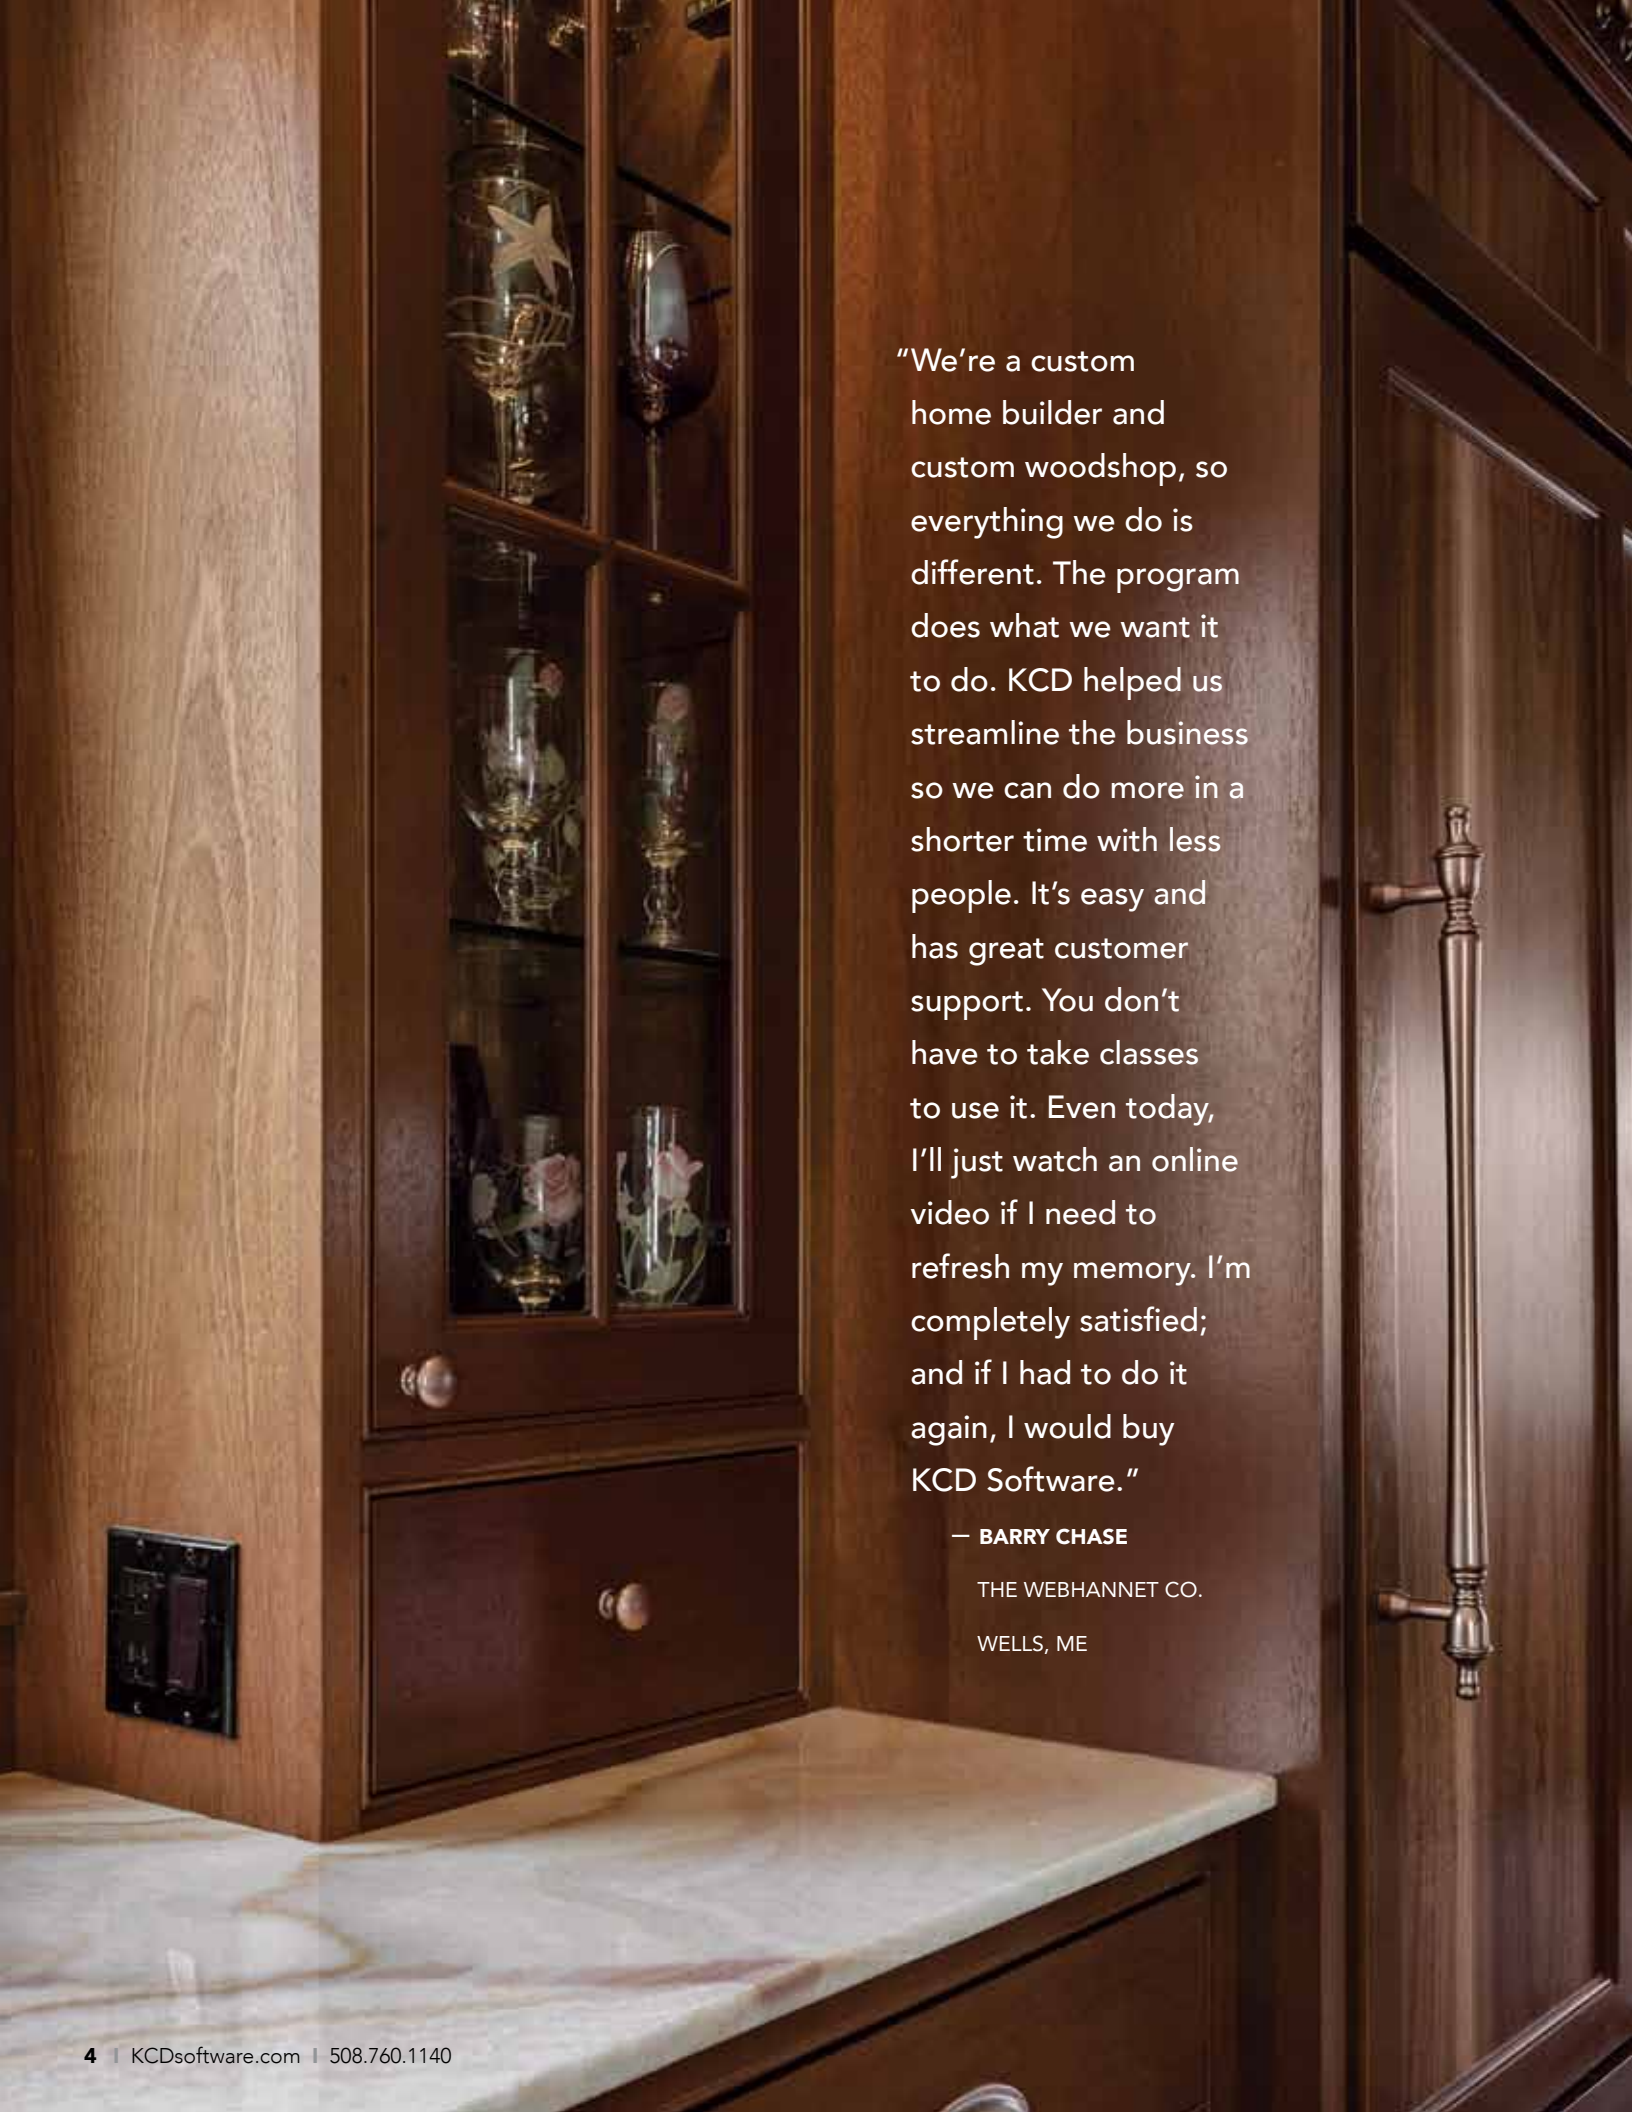 “We’re a custom
home builder and
custom woodshop, so
everything we do is
different. The program
does what we want it
to do. KCD helped us
streamline the business
so we can do more in a
shorter time with less
people. It’s easy and
has great customer
support. You don’t
have to take classes
to use it. Even today,
I’ll just watch an online
video if I need to
refresh my memory. I’m
completely satisfied;
and if I had to do it
again, I would buy
KCD Software.”
— BARRY CHASE
THE WEBHANNET CO.
WELLS, ME
4 | KCDsoftware.com | 508.760.1140